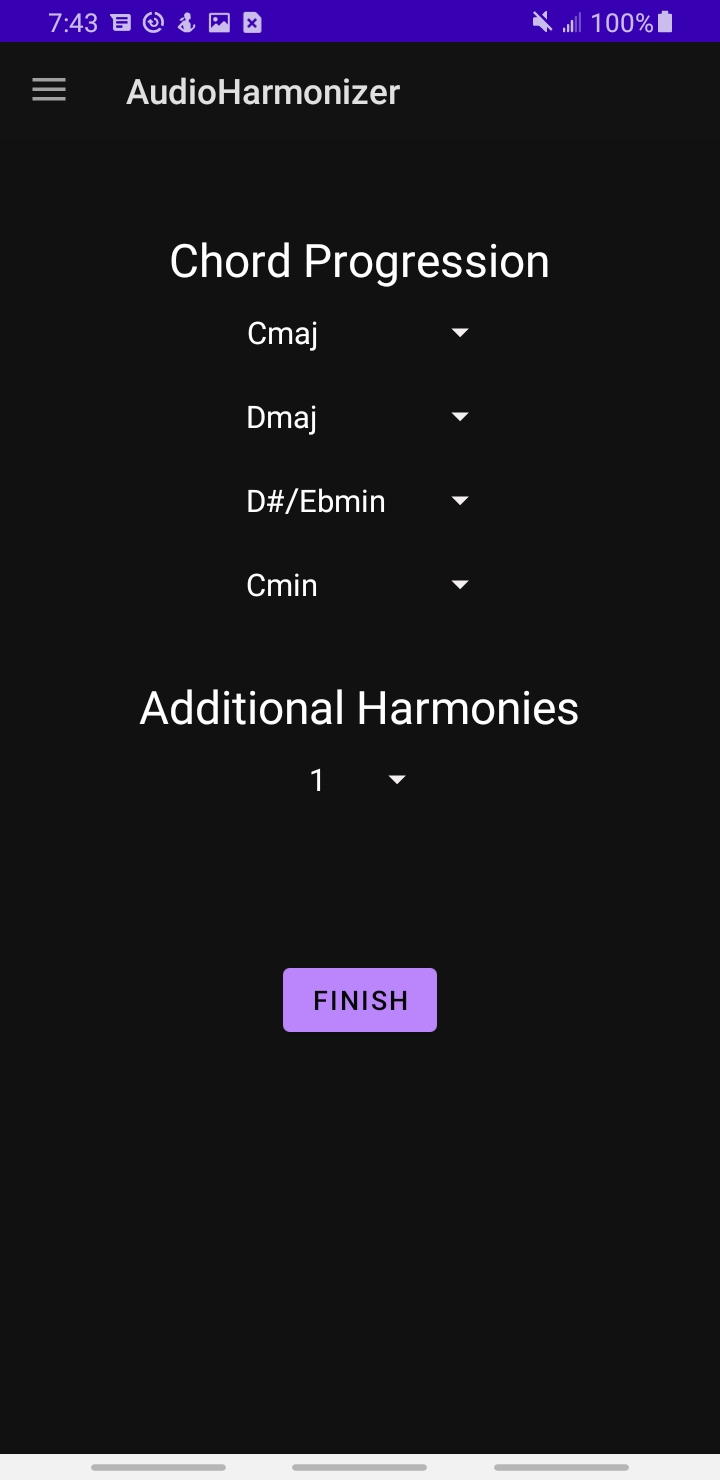 7:43 100%
AudioHarmonizer
Chord Progression
Cmaj
Dmaj
D#/Ebmin
Cmin
Additional Harmonies
1
FINISH